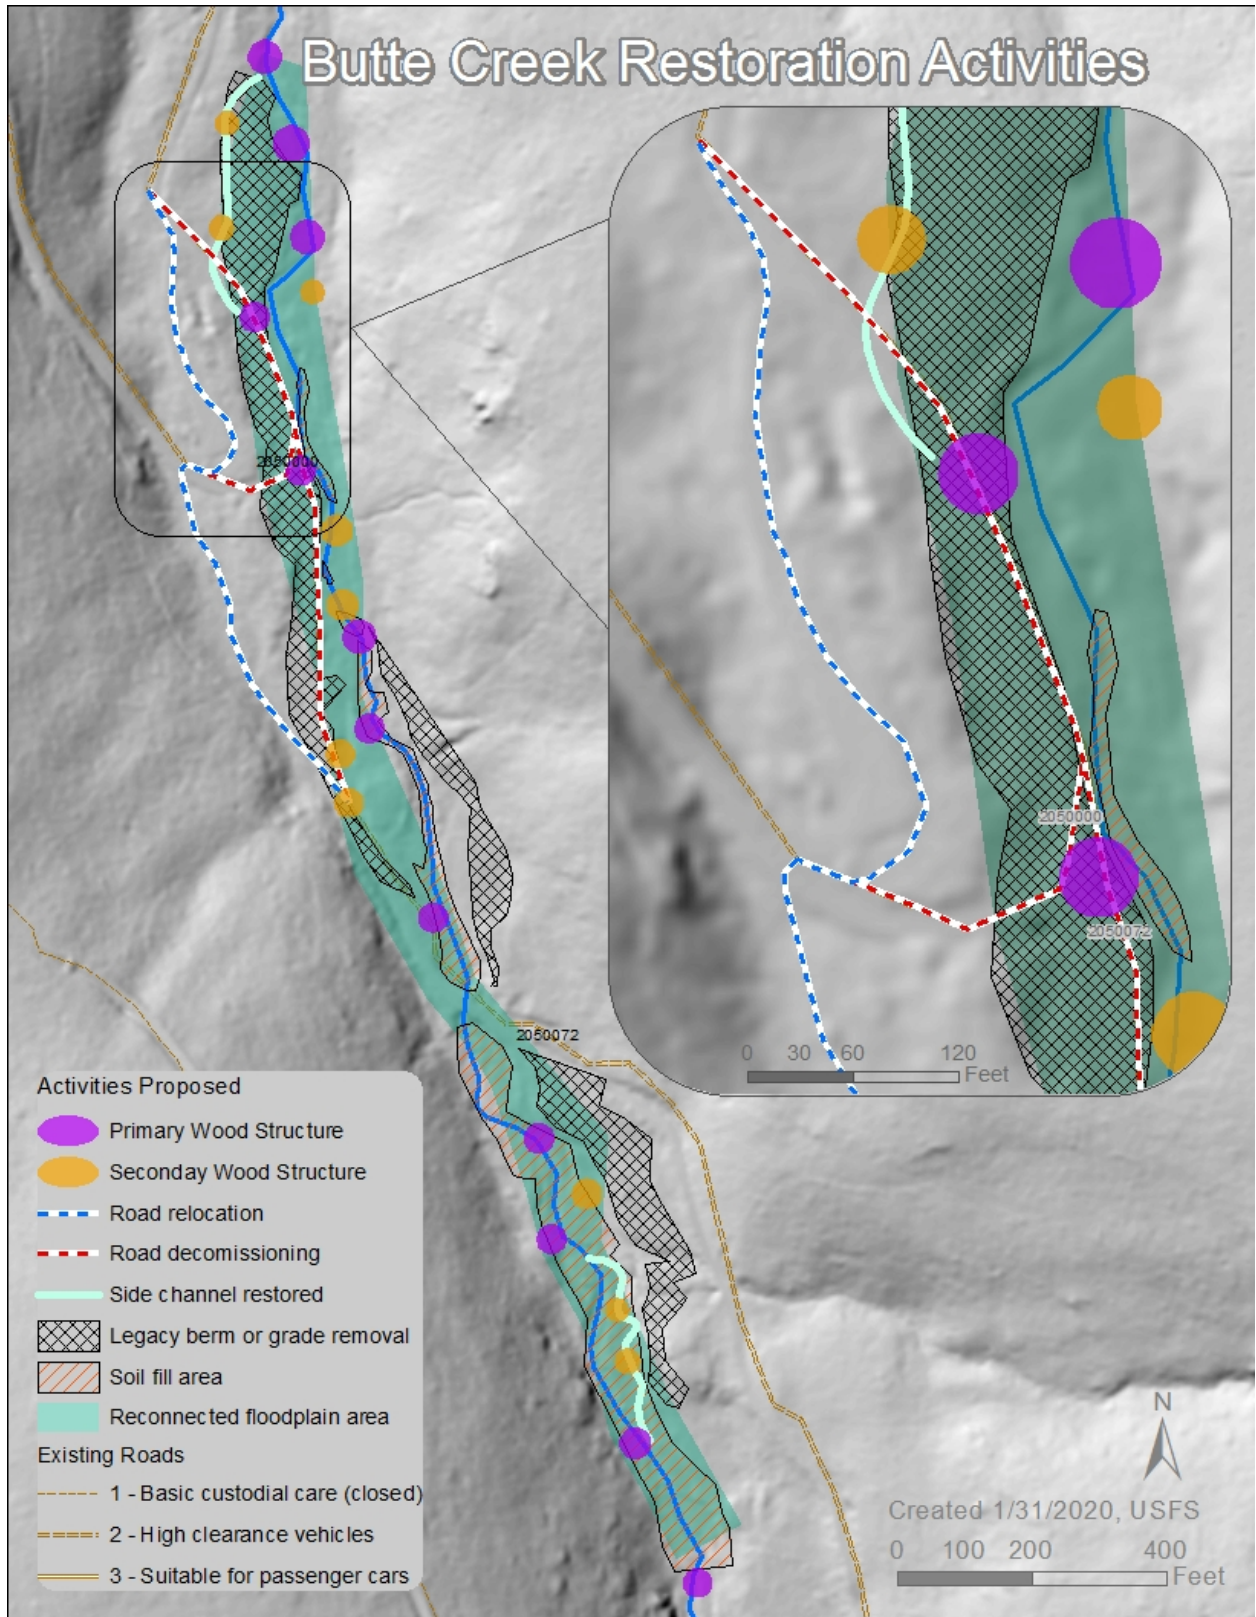 Butte Creek Restoration Activities
2050000
2050000
2050072
0 30 60 120
Feet
2050072
Activities Proposed
Primary Wood Structure
Seconday Wood Structure
Road relocation
Road decomissioning
Side channel restored
Legacy berm or grade removal
Soil fill area
Reconnected floodplain area
Existing Roads
1 - Basic custodial care (closed)
2 - High clearance vehicles
3 - Suitable for passenger cars
N
Created 1/31/2020, USFS
0 100 200 400
Feet